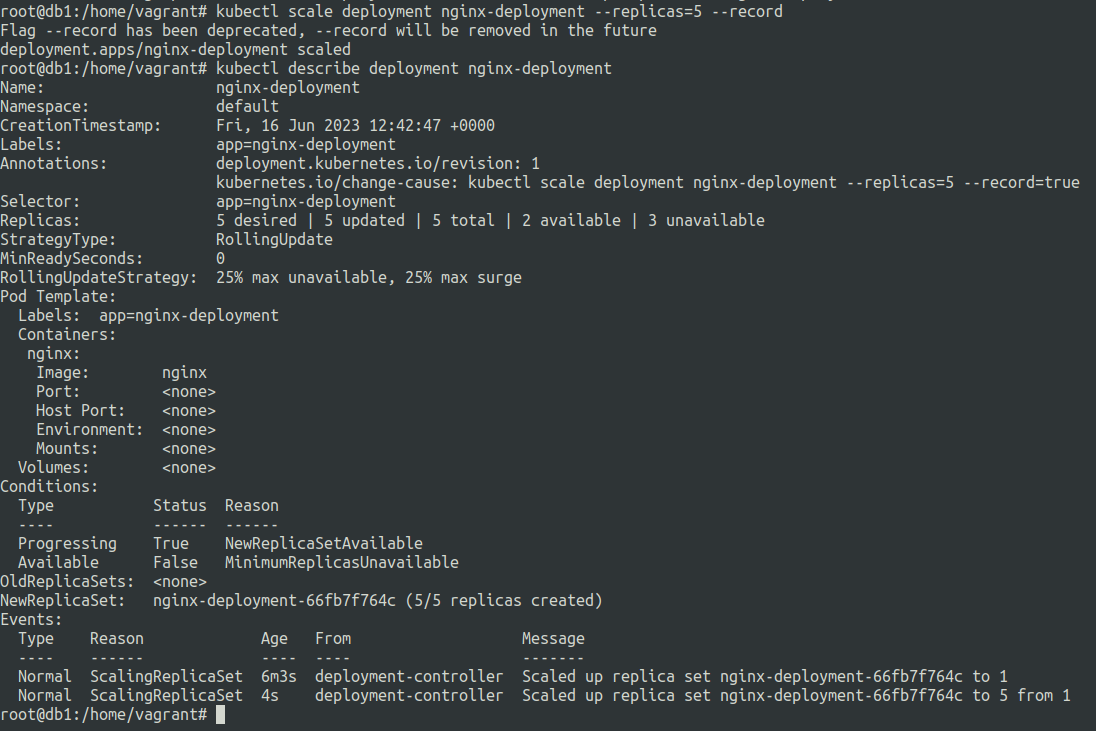 root@db1:/home/vagrant# kubectl scale deployment nginx-deployment --replicas=5 --record
Flag --record has been deprecated, --record will be removed in the future
deployment.apps/nginx-deployment scaled
root@db1:/home/vagrant# kubectl describe deployment nginx-deployment
Name:                   nginx-deployment
Namespace:              default
CreationTimestamp:      Fri, 16 Jun 2023 12:42:47 +0000
Labels:                 app=nginx-deployment
Annotations:            deployment.kubernetes.io/revision: 1
                        kubernetes.io/change-cause: kubectl scale deployment nginx-deployment --replicas=5 --record=true
Selector:               app=nginx-deployment
Replicas:               5 desired | 5 updated | 5 total | 2 available | 3 unavailable
StrategyType:           RollingUpdate
MinReadySeconds:        0
RollingUpdateStrategy:  25% max unavailable, 25% max surge
Pod Template:
  Labels:  app=nginx-deployment
  Containers:
   nginx:
    Image:        nginx
    Port:         <none>
    Host Port:    <none>
    Environment:  <none>
    Mounts:       <none>
  Volumes:        <none>
Conditions:
  Type           Status  Reason
  ----           ------  ------
  Progressing    True    NewReplicaSetAvailable
  Available      False   MinimumReplicasUnavailable
OldReplicaSets:  <none>
NewReplicaSet:   nginx-deployment-66fb7f764c (5/5 replicas created)
Events:
  Type    Reason             Age   From                   Message
  ----    ------             ----  ----                   -------
  Normal  ScalingReplicaSet  6m3s  deployment-controller  Scaled up replica set nginx-deployment-66fb7f764c to 1
  Normal  ScalingReplicaSet  4s    deployment-controller  Scaled up replica set nginx-deployment-66fb7f764c to 5 from 1
root@db1:/home/vagrant#